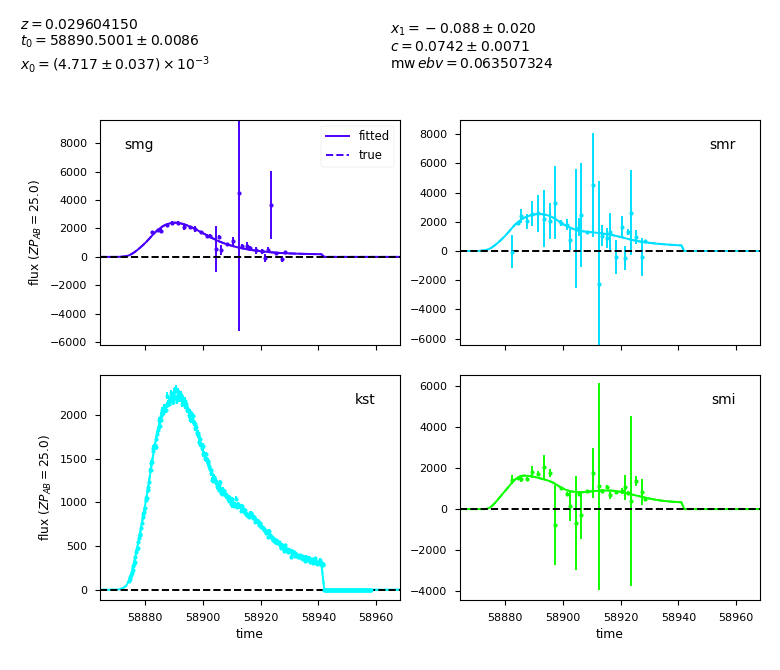 z = 0.029604150
t₀ = 58890.5001 ± 0.0086
x₀ = (4.717 ± 0.037) × 10⁻³
x₁ = −0.088 ± 0.020
c = 0.0742 ± 0.0071
mw ebv = 0.063507324
smg
fitted
true
8000
6000
4000
2000
0
−2000
−4000
−6000
flux (ZP_AB = 25.0)
smr
8000
6000
4000
2000
0
−2000
−4000
−6000
kst
2000
1500
1000
500
0
flux (ZP_AB = 25.0)
58880 58900 58920 58940 58960
time
smi
6000
4000
2000
0
−2000
−4000
58880 58900 58920 58940 58960
time